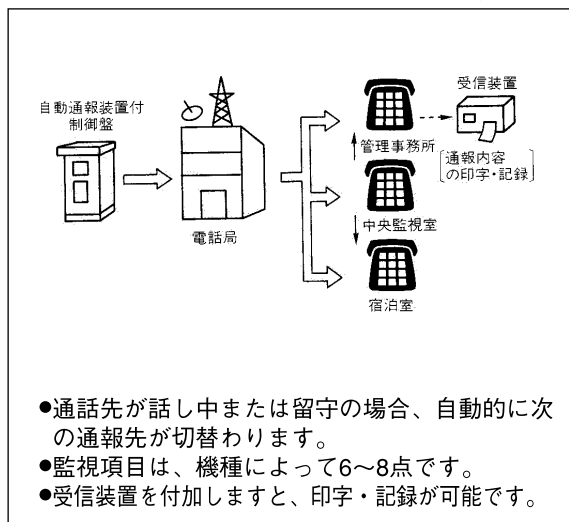 自動通報装置付
制御盤
電話局
管理事務所
中央監視室
宿泊室
受信装置
〔通報内容
の印字・記録〕
●通話先が話し中または留守の場合、自動的に次
の通報先が切替わります。
●監視項目は、機種によって6〜8点です。
●受信装置を付加しますと、印字・記録が可能です。